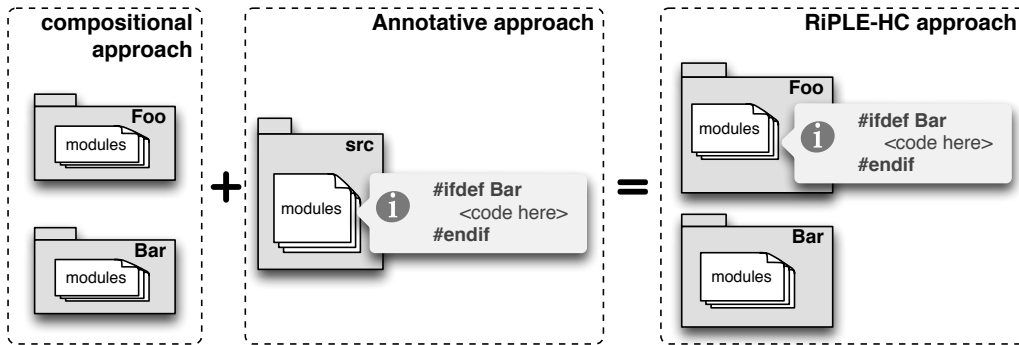 compositional
approach
Foo
modules
Bar
modules
+
Annotative approach
src
modules
i
#ifdef Bar
<code here>
#endif
=
RiPLE-HC approach
Foo
modules
i
#ifdef Bar
<code here>
#endif
Bar
modules